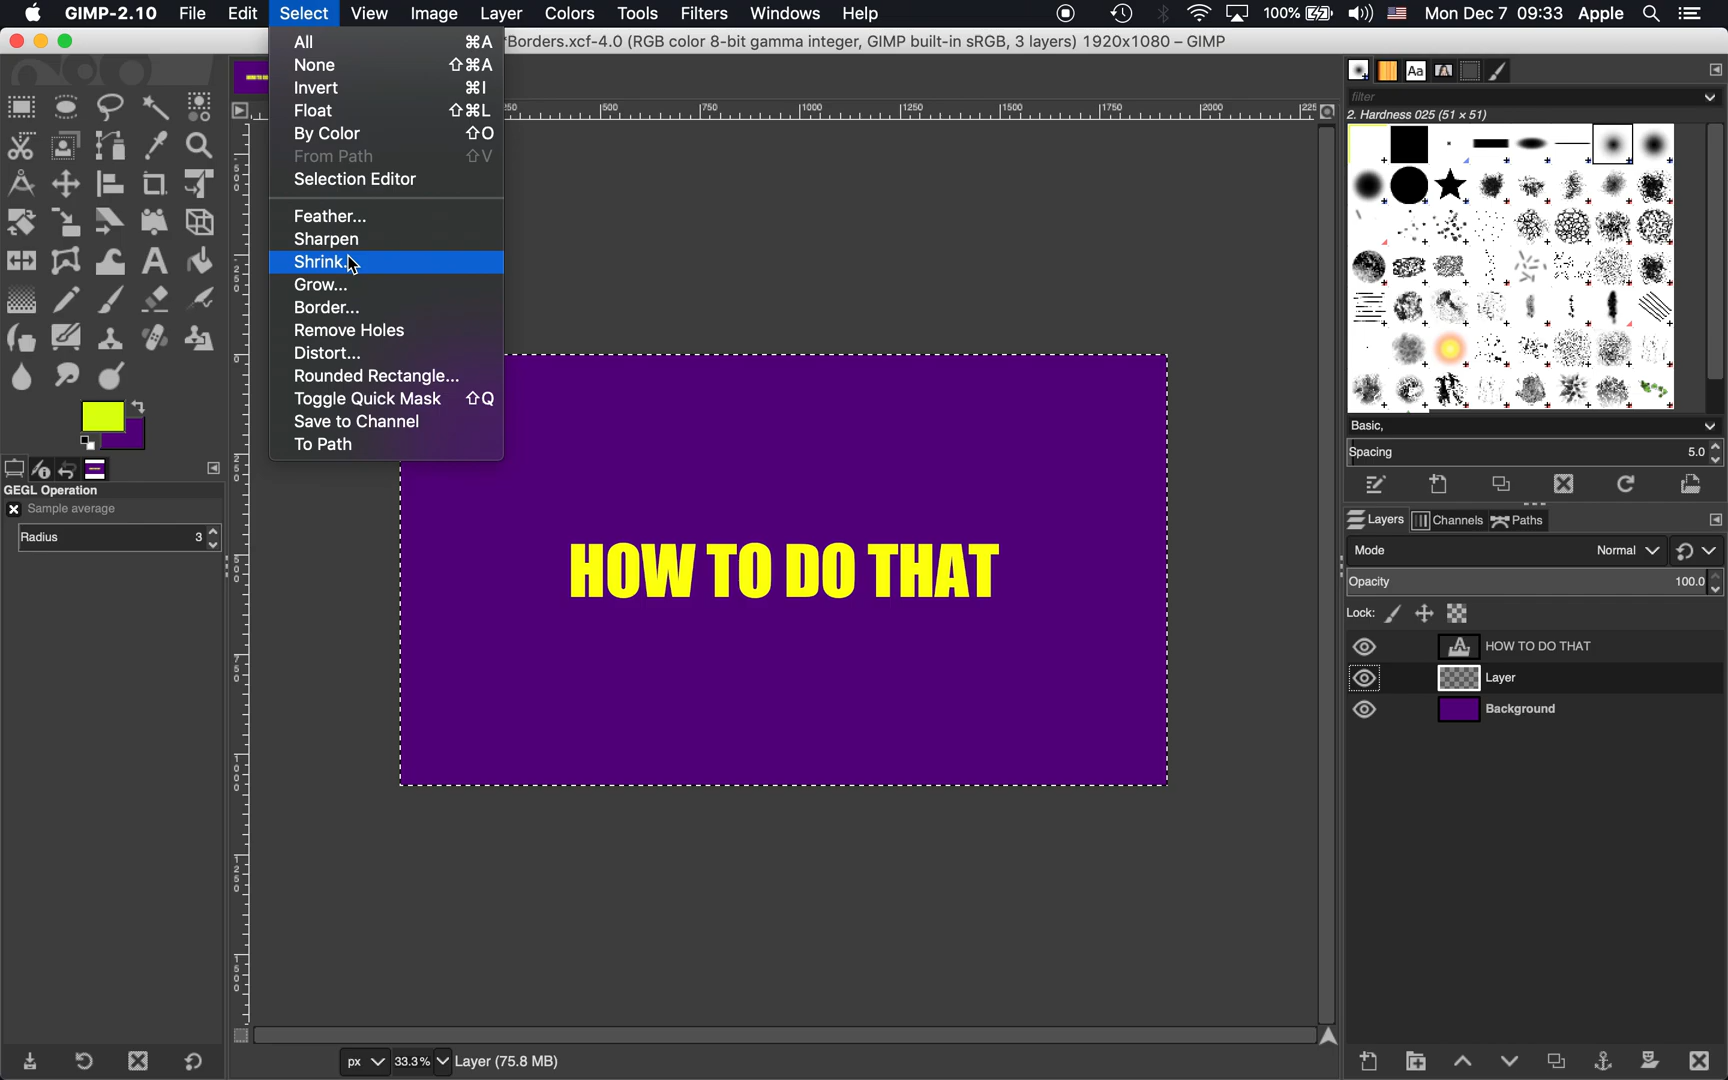 GIMP-2.10 File Edit Select View Image Layer Colors Tools Filters Windows Help 100% Mon Dec 7 09:33 Apple
*Borders.xcf-4.0 (RGB color 8-bit gamma integer, GIMP built-in sRGB, 3 layers) 1920x1080 – GIMP
All ⌘A
None ⇧⌘A
Invert ⌘I
Float ⇧⌘L
By Color ⇧O
From Path ⇧V
Selection Editor
Feather...
Sharpen
Shrink.
Grow...
Border...
Remove Holes
Distort...
Rounded Rectangle...
Toggle Quick Mask ⇧Q
Save to Channel
To Path
500 750 1000 1250 1500 1750 2000
GEGL Operation
Sample average
Radius 3
HOW TO DO THAT
px 33.3% Layer (75.8 MB)
Aa
filter
2. Hardness 025 (51 × 51)
Basic,
Spacing 5.0
Layers Channels Paths
Mode Normal
Opacity 100.0
Lock:
HOW TO DO THAT
Layer
Background